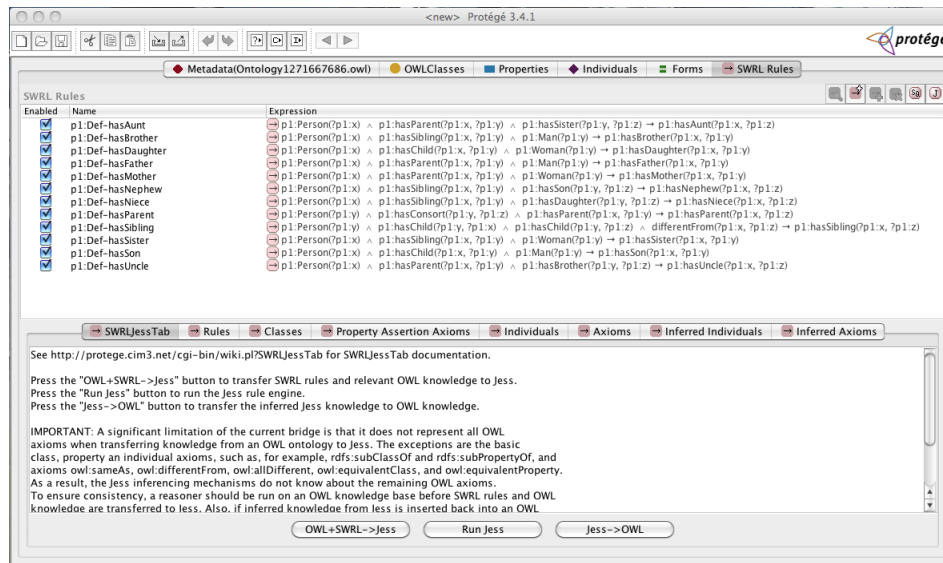 <new>  Protégé 3.4.1
protégé
Metadata(Ontology1271667686.owl) OWLClasses Properties Individuals Forms SWRL Rules
SWRL Rules
Enabled Name Expression
p1:Def-hasAunt p1:Person(?p1:x) ∧ p1:hasParent(?p1:x, ?p1:y) ∧ p1:hasSister(?p1:y, ?p1:z) → p1:hasAunt(?p1:x, ?p1:z)
p1:Def-hasBrother p1:Person(?p1:x) ∧ p1:hasSibling(?p1:x, ?p1:y) ∧ p1:Man(?p1:y) → p1:hasBrother(?p1:x, ?p1:y)
p1:Def-hasDaughter p1:Person(?p1:x) ∧ p1:hasChild(?p1:x, ?p1:y) ∧ p1:Woman(?p1:y) → p1:hasDaughter(?p1:x, ?p1:y)
p1:Def-hasFather p1:Person(?p1:x) ∧ p1:hasParent(?p1:x, ?p1:y) ∧ p1:Man(?p1:y) → p1:hasFather(?p1:x, ?p1:y)
p1:Def-hasMother p1:Person(?p1:x) ∧ p1:hasParent(?p1:x, ?p1:y) ∧ p1:Woman(?p1:y) → p1:hasMother(?p1:x, ?p1:y)
p1:Def-hasNephew p1:Person(?p1:x) ∧ p1:hasSibling(?p1:x, ?p1:y) ∧ p1:hasSon(?p1:y, ?p1:z) → p1:hasNephew(?p1:x, ?p1:z)
p1:Def-hasNiece p1:Person(?p1:x) ∧ p1:hasSibling(?p1:x, ?p1:y) ∧ p1:hasDaughter(?p1:y, ?p1:z) → p1:hasNiece(?p1:x, ?p1:z)
p1:Def-hasParent p1:Person(?p1:y) ∧ p1:hasConsort(?p1:y, ?p1:z) ∧ p1:hasParent(?p1:x, ?p1:y) → p1:hasParent(?p1:x, ?p1:z)
p1:Def-hasSibling p1:Person(?p1:y) ∧ p1:hasChild(?p1:y, ?p1:x) ∧ p1:hasChild(?p1:y, ?p1:z) ∧ differentFrom(?p1:x, ?p1:z) → p1:hasSibling(?p1:x, ?p1:z)
p1:Def-hasSister p1:Person(?p1:x) ∧ p1:hasSibling(?p1:x, ?p1:y) ∧ p1:Woman(?p1:y) → p1:hasSister(?p1:x, ?p1:y)
p1:Def-hasSon p1:Person(?p1:x) ∧ p1:hasChild(?p1:x, ?p1:y) ∧ p1:Man(?p1:y) → p1:hasSon(?p1:x, ?p1:y)
p1:Def-hasUncle p1:Person(?p1:x) ∧ p1:hasParent(?p1:x, ?p1:y) ∧ p1:hasBrother(?p1:y, ?p1:z) → p1:hasUncle(?p1:x, ?p1:z)
SWRLJessTab Rules Classes Property Assertion Axioms Individuals Axioms Inferred Individuals Inferred Axioms
See http://protege.cim3.net/cgi-bin/wiki.pl?SWRLJessTab for SWRLJessTab documentation.
Press the "OWL+SWRL->Jess" button to transfer SWRL rules and relevant OWL knowledge to Jess.
Press the "Run Jess" button to run the Jess rule engine.
Press the "Jess->OWL" button to transfer the inferred Jess knowledge to OWL knowledge.
IMPORTANT: A significant limitation of the current bridge is that it does not represent all OWL
axioms when transferring knowledge from an OWL ontology to Jess. The exceptions are the basic
class, property an individual axioms, such as, for example, rdfs:subClassOf and rdfs:subPropertyOf, and
axioms owl:sameAs, owl:differentFrom, owl:allDifferent, owl:equivalentClass, and owl:equivalentProperty.
As a result, the Jess inferencing mechanisms do not know about the remaining OWL axioms.
To ensure consistency, a reasoner should be run on an OWL knowledge base before SWRL rules and OWL
knowledge are transferred to Jess. Also, if inferred knowledge from Jess is inserted back into an OWL
OWL+SWRL->Jess Run Jess Jess->OWL